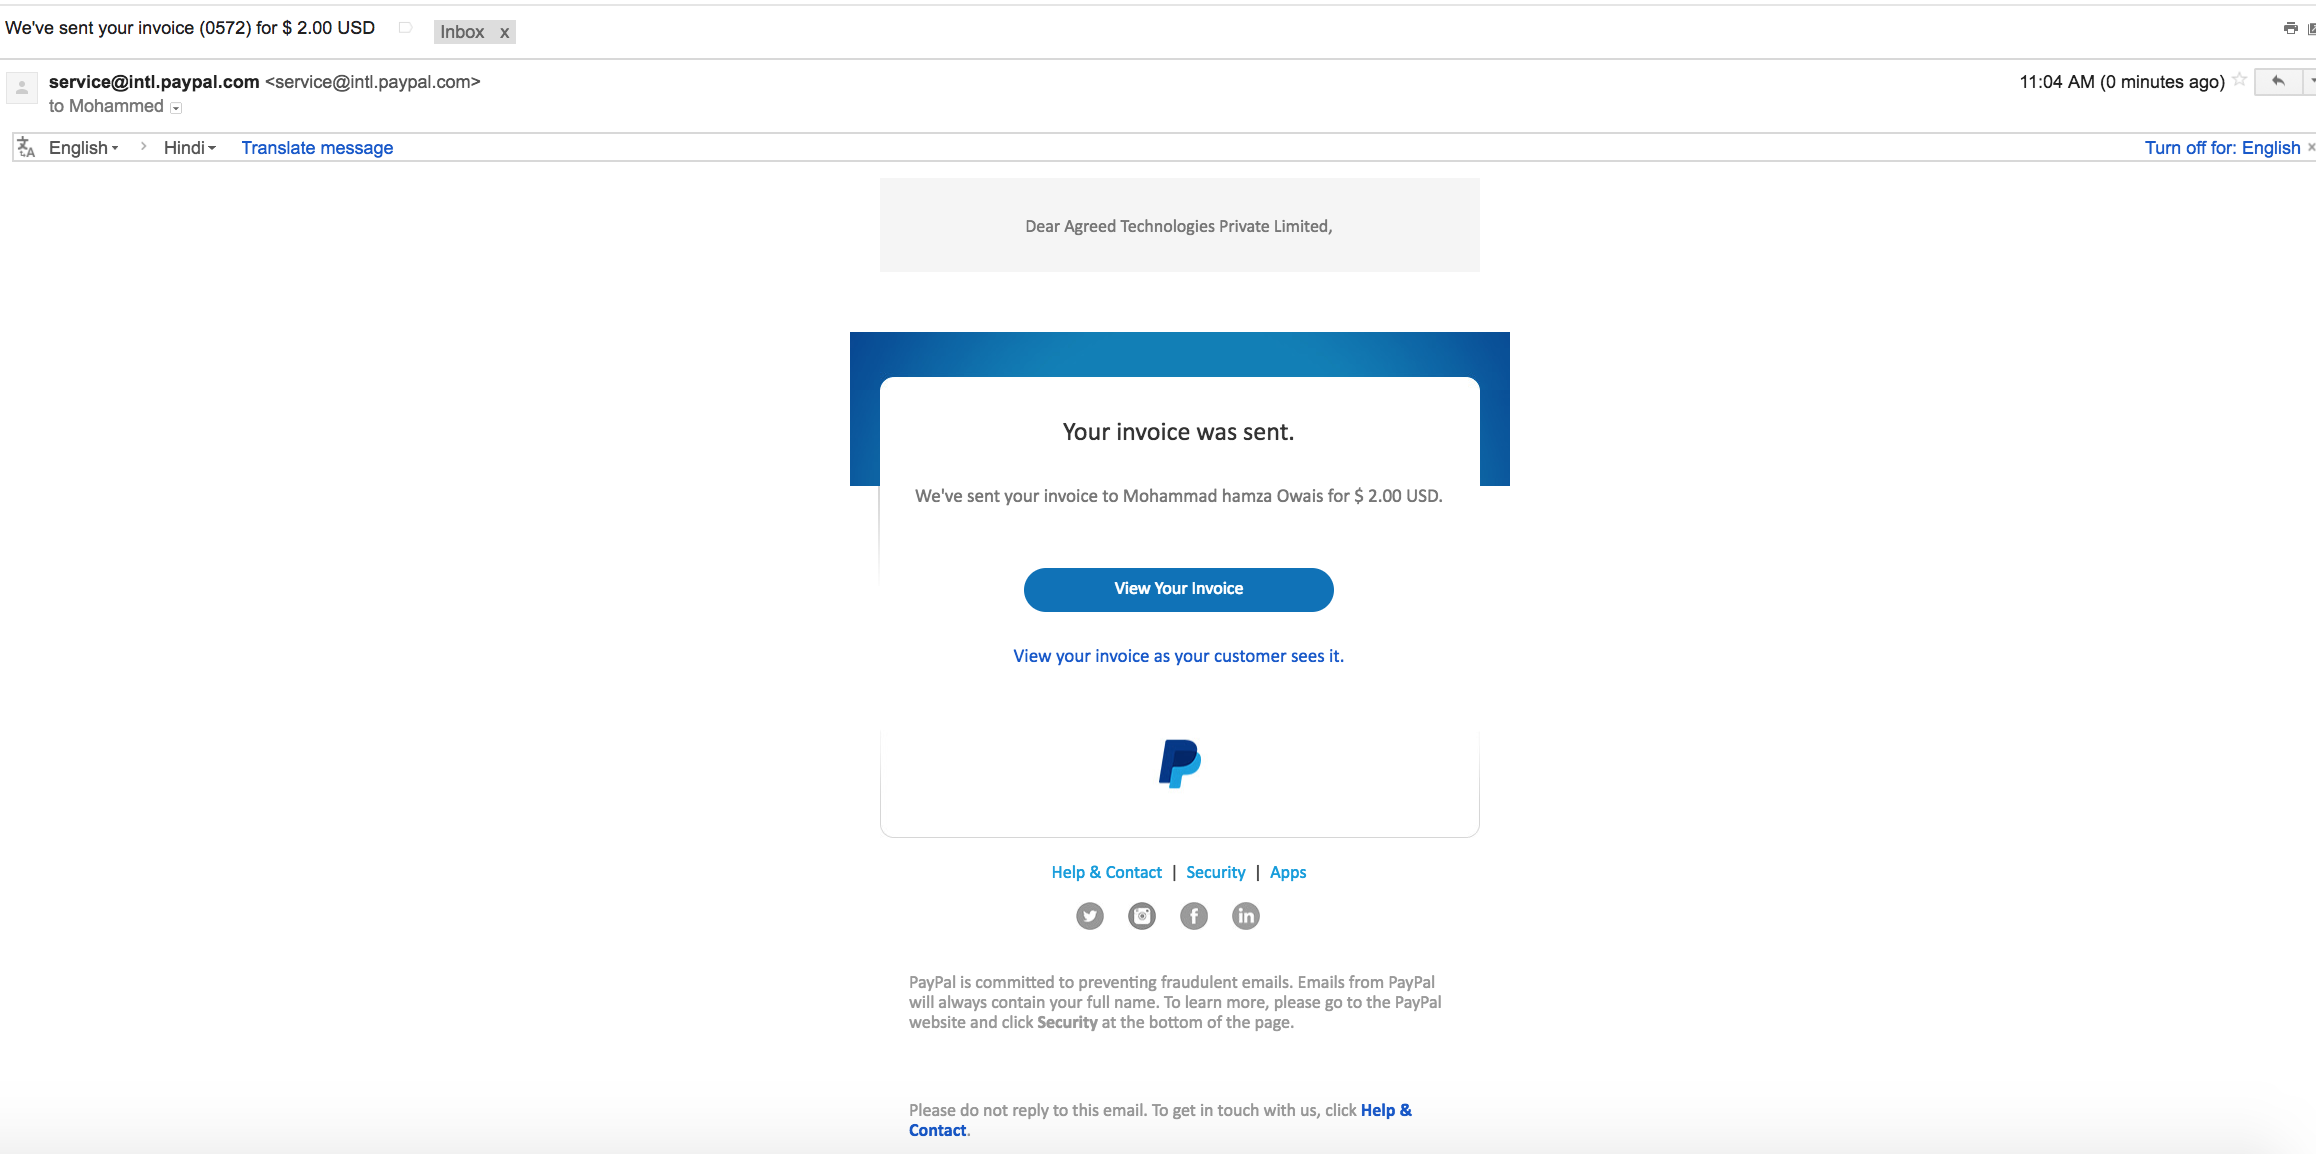 We've sent your invoice (0572) for $ 2.00 USD
Inbox x
service@intl.paypal.com <service@intl.paypal.com>
11:04 AM (0 minutes ago)
to Mohammed
English > Hindi Translate message
Turn off for: English x
Dear Agreed Technologies Private Limited,
Your invoice was sent.
We've sent your invoice to Mohammad hamza Owais for $ 2.00 USD.
View Your Invoice
View your invoice as your customer sees it.
Help & Contact | Security | Apps
PayPal is committed to preventing fraudulent emails. Emails from PayPal
will always contain your full name. To learn more, please go to the PayPal
website and click Security at the bottom of the page.
Please do not reply to this email. To get in touch with us, click Help &
Contact.